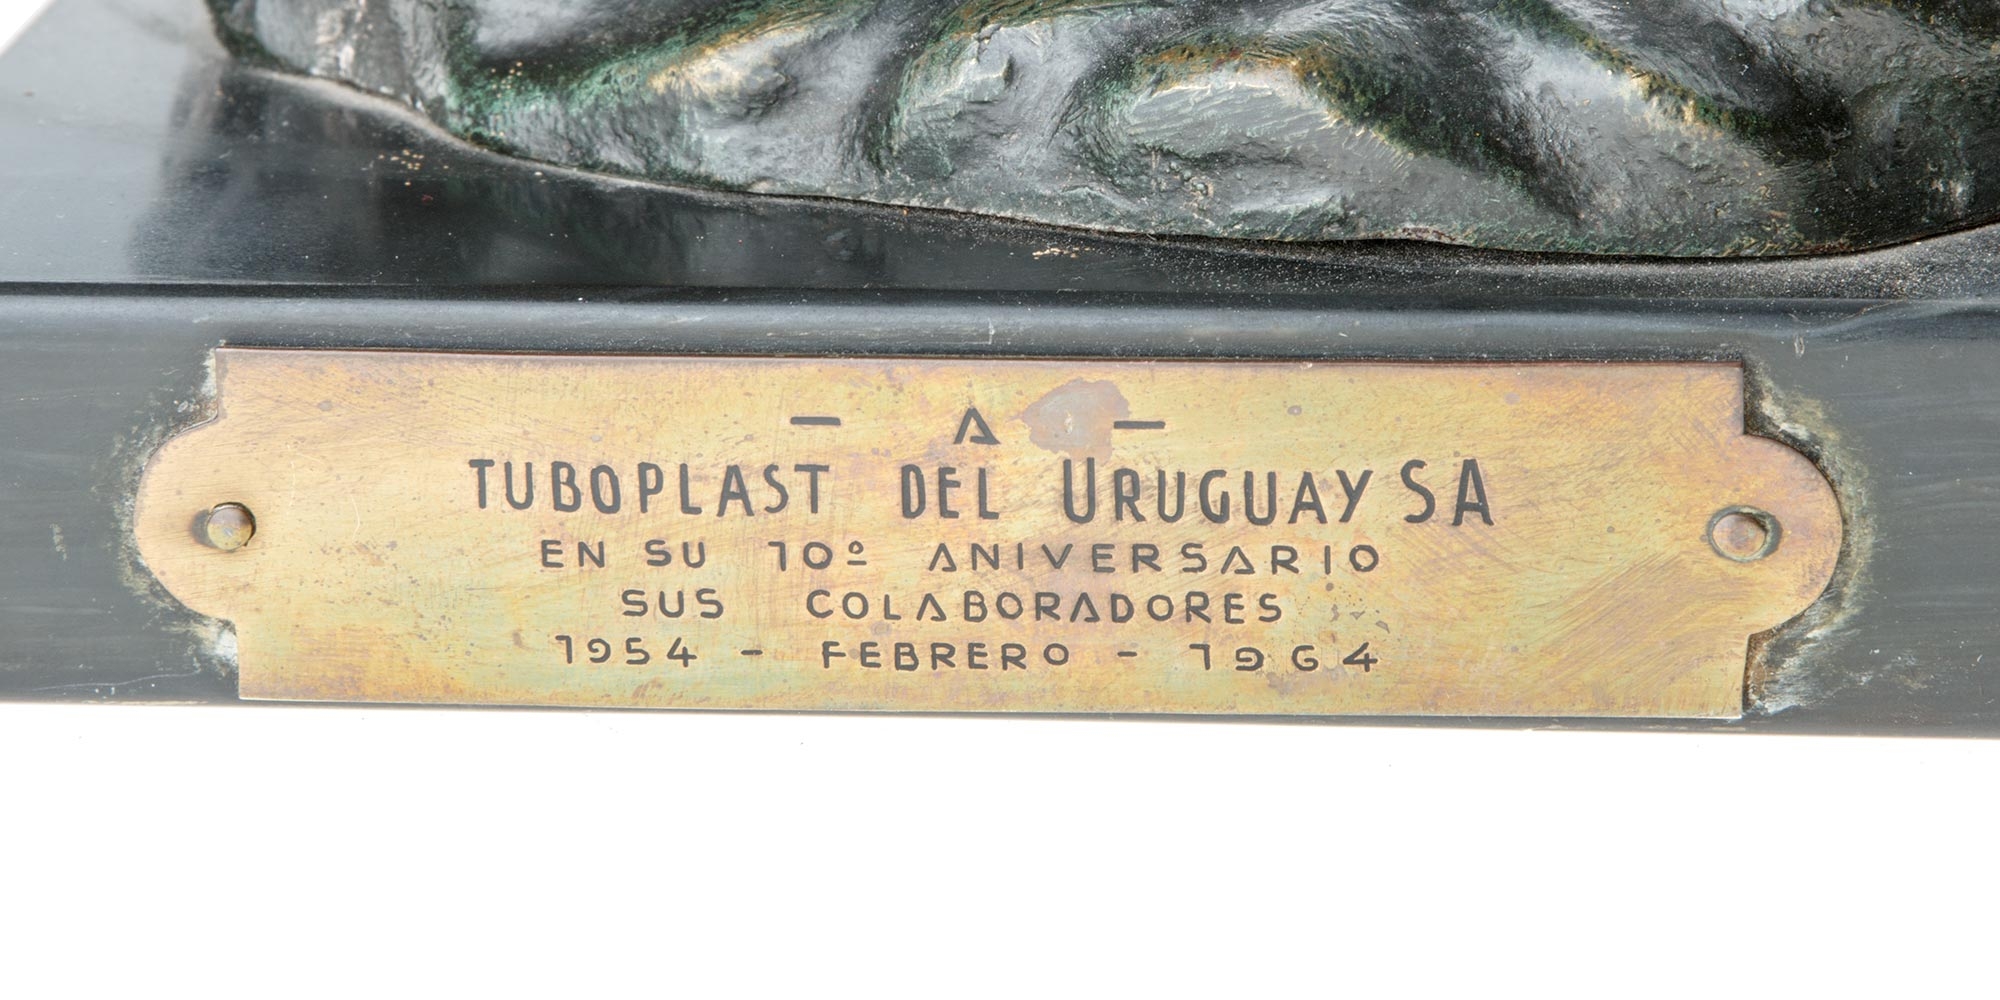 - A -
TUBOPLAST DEL URUGUAY SA
EN SU 10º ANIVERSARIO
SUS COLABORADORES
1954 - FEBRERO - 1964